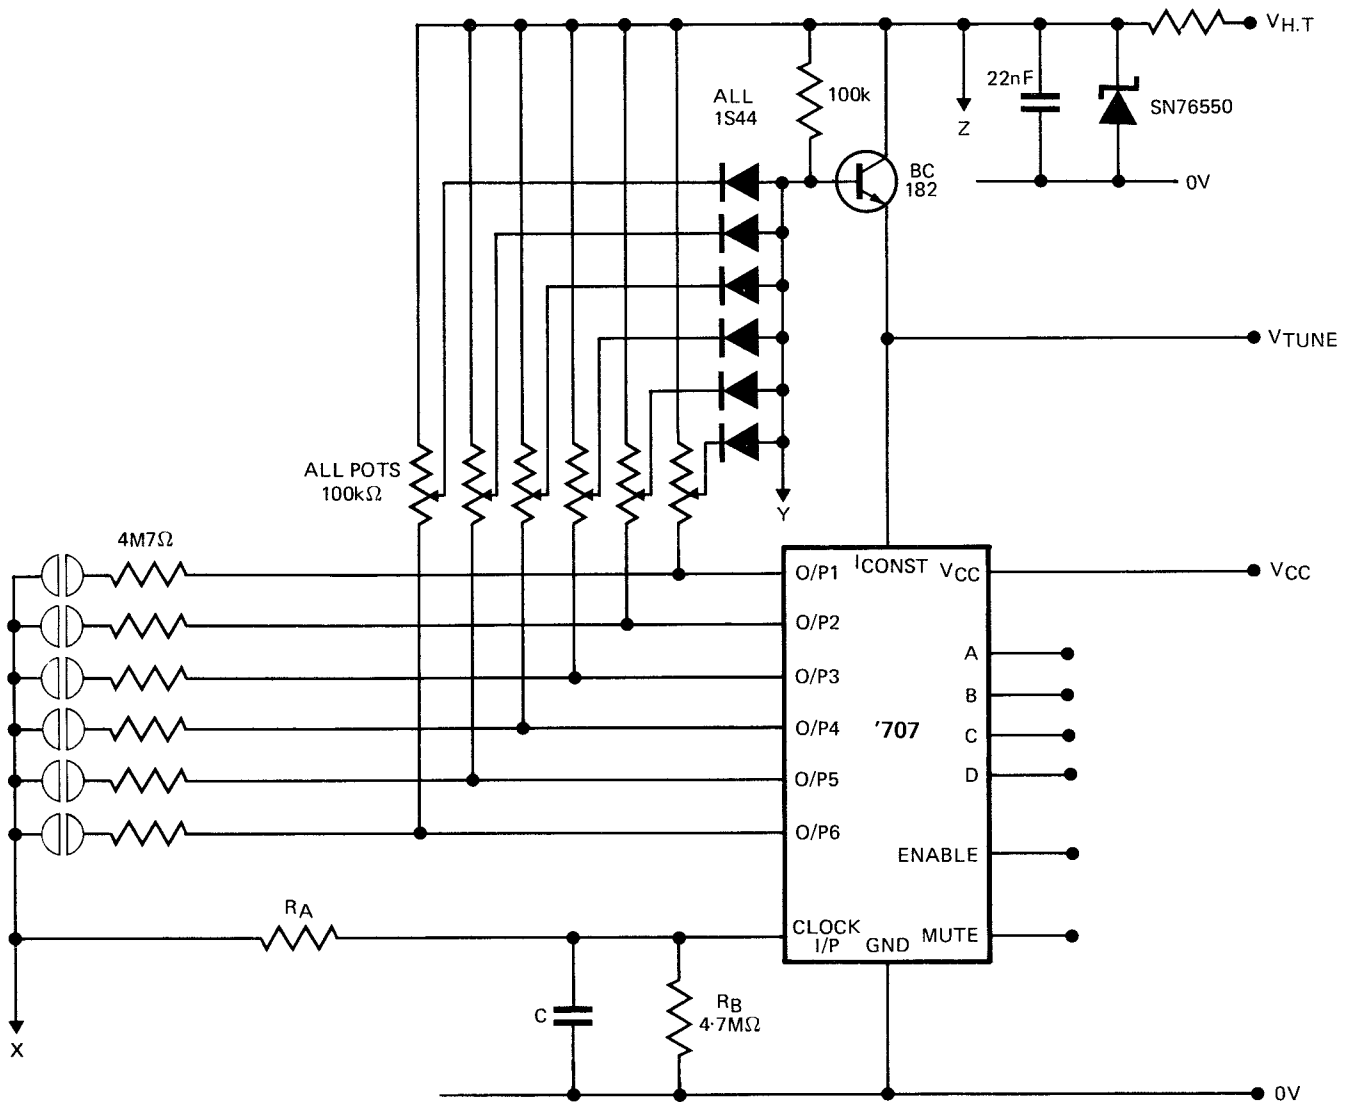 VH.T
ALL
1S44
100k
22nF
SN76550
Z
BC
182
0V
VTUNE
ALL POTS
100kΩ
Y
4M7Ω
O/P1
ICONST
VCC
VCC
O/P2
A
O/P3
B
O/P4
'707
C
O/P5
D
O/P6
ENABLE
RA
CLOCK
I/P
GND
MUTE
C
RB
4·7MΩ
X
0V